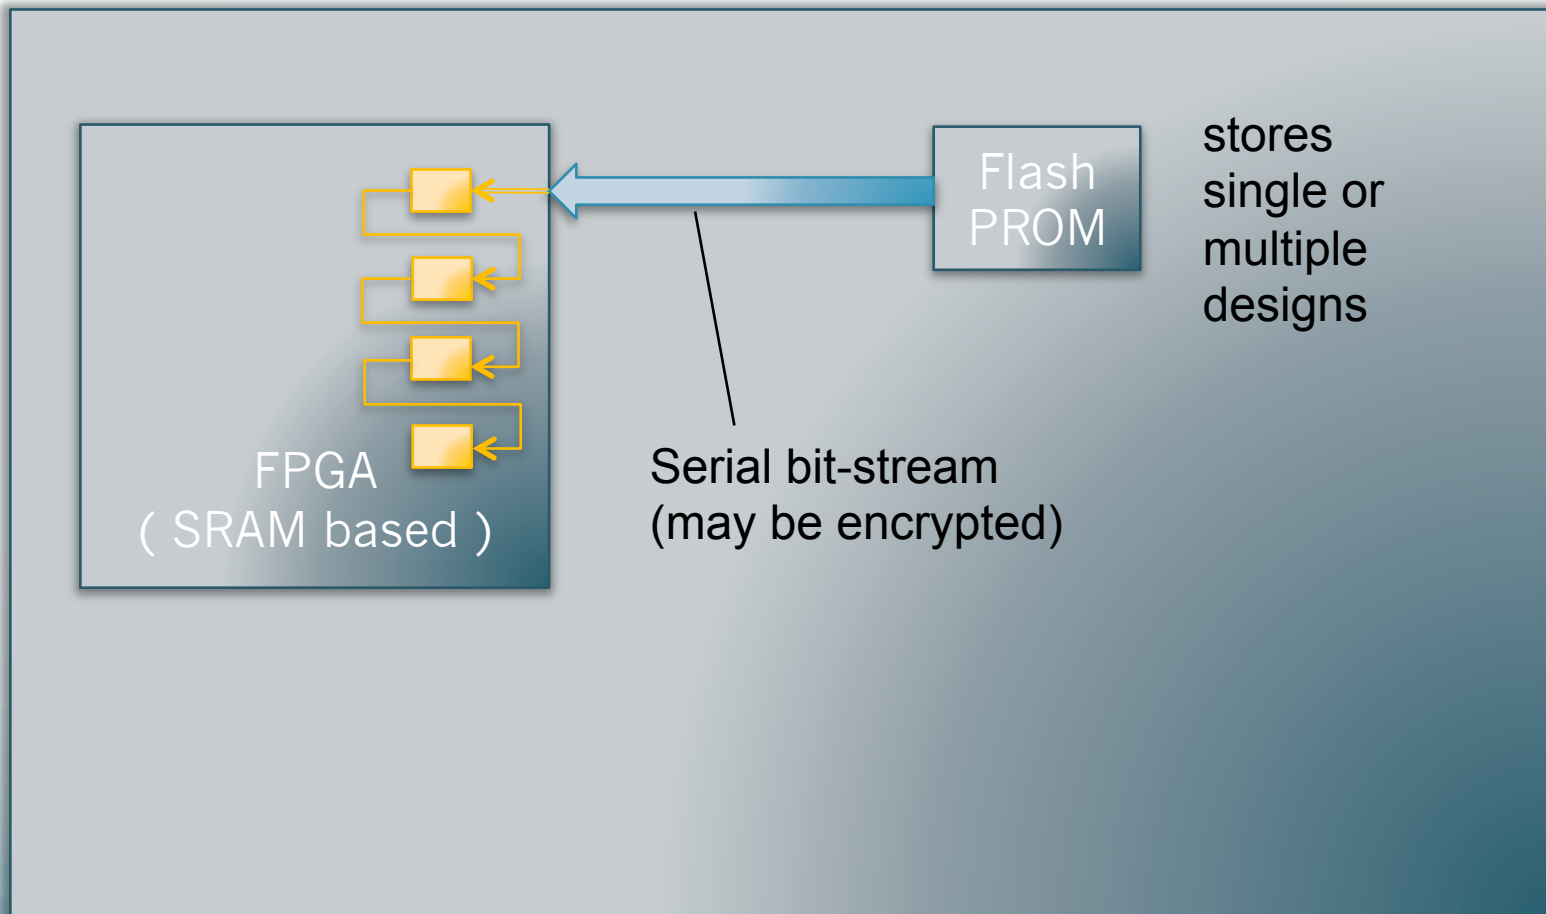 FPGA
( SRAM based )
Flash
PROM
stores
single or
multiple
designs
Serial bit-stream
(may be encrypted)